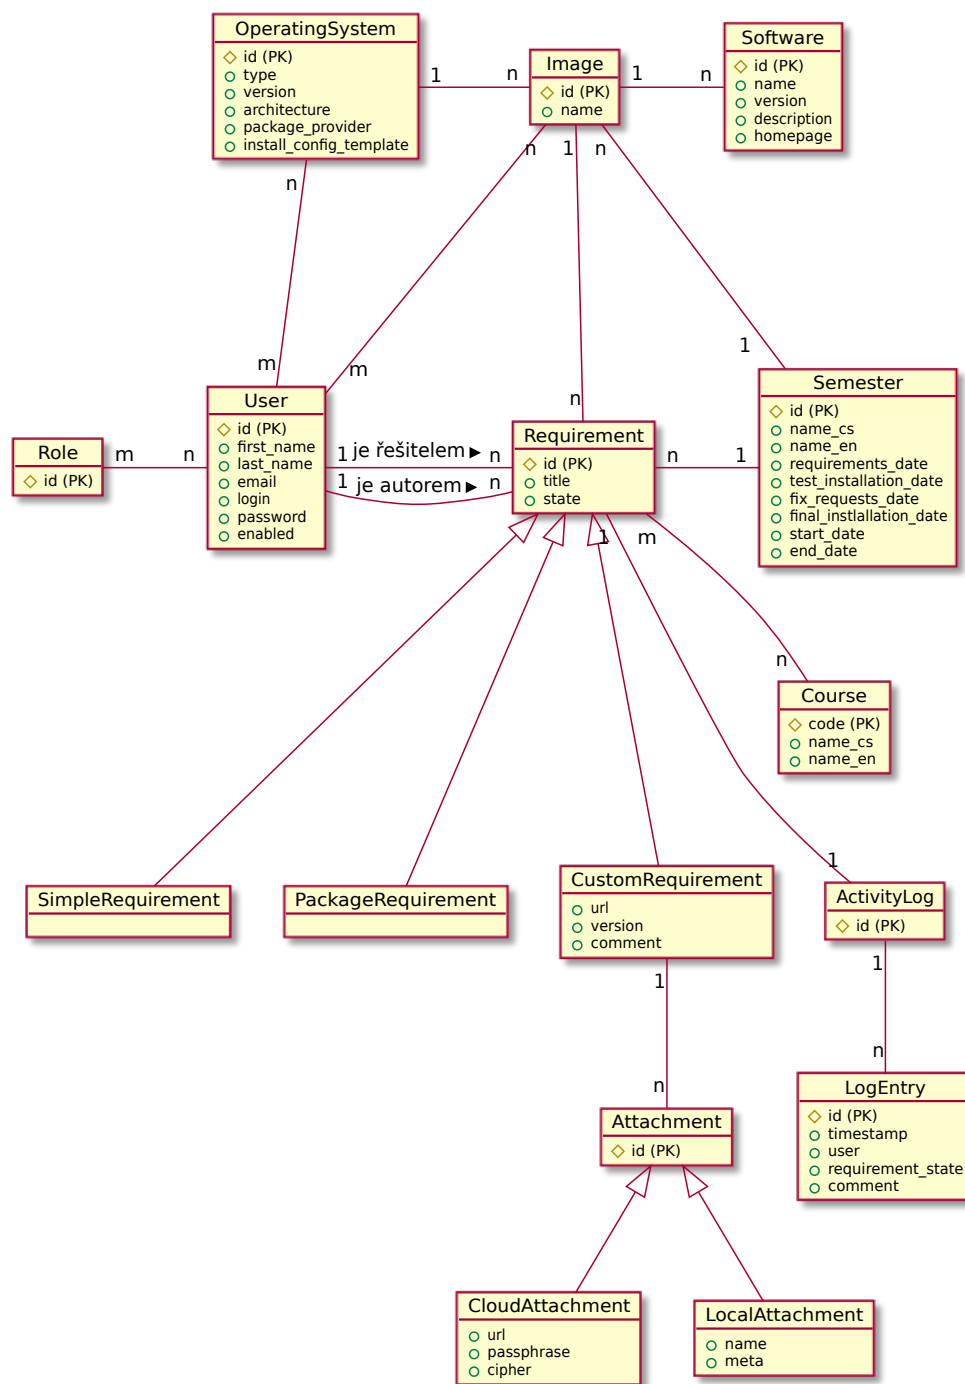 OperatingSystem
id (PK)
type
version
architecture
package_provider
install_config_template
Image
id (PK)
name
Software
id (PK)
name
version
description
homepage
1
n
1
n
n
n
1
n
m
m
1
n
User
id (PK)
first_name
last_name
email
login
password
enabled
Role
id (PK)
m
n
1
je řešitelem ►
n
1
je autorem ►
n
Requirement
id (PK)
title
state
n
1
Semester
id (PK)
name_cs
name_en
requirements_date
test_installation_date
fix_requests_date
final_instlallation_date
start_date
end_date
1
m
n
Course
code (PK)
name_cs
name_en
1
SimpleRequirement
PackageRequirement
CustomRequirement
url
version
comment
ActivityLog
id (PK)
1
n
1
n
Attachment
id (PK)
LogEntry
id (PK)
timestamp
user
requirement_state
comment
CloudAttachment
url
passphrase
cipher
LocalAttachment
name
meta